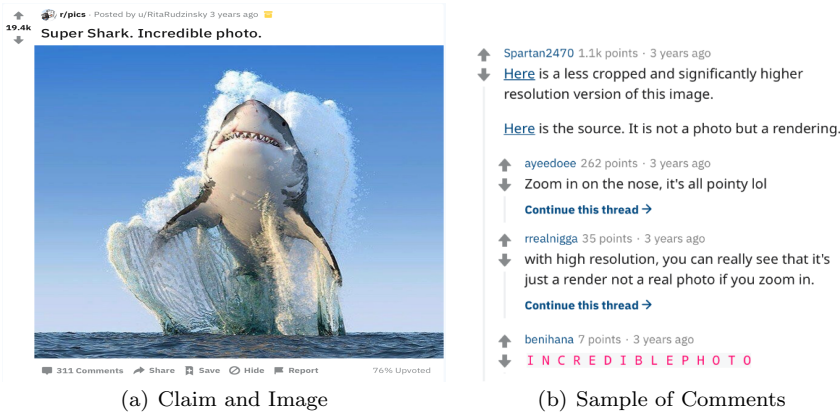 r/pics · Posted by u/RitaRudzinsky 3 years ago
19.4k
Super Shark. Incredible photo.
311 Comments Share Save Hide Report 76% Upvoted
(a) Claim and Image
Spartan2470 1.1k points · 3 years ago
Here is a less cropped and significantly higher
resolution version of this image.
Here is the source. It is not a photo but a rendering.
ayeedoee 262 points · 3 years ago
Zoom in on the nose, it's all pointy lol
Continue this thread →
rrealnigga 35 points · 3 years ago
with high resolution, you can really see that it's
just a render not a real photo if you zoom in.
Continue this thread →
benihana 7 points · 3 years ago
I N C R E D I B L E P H O T O
(b) Sample of Comments